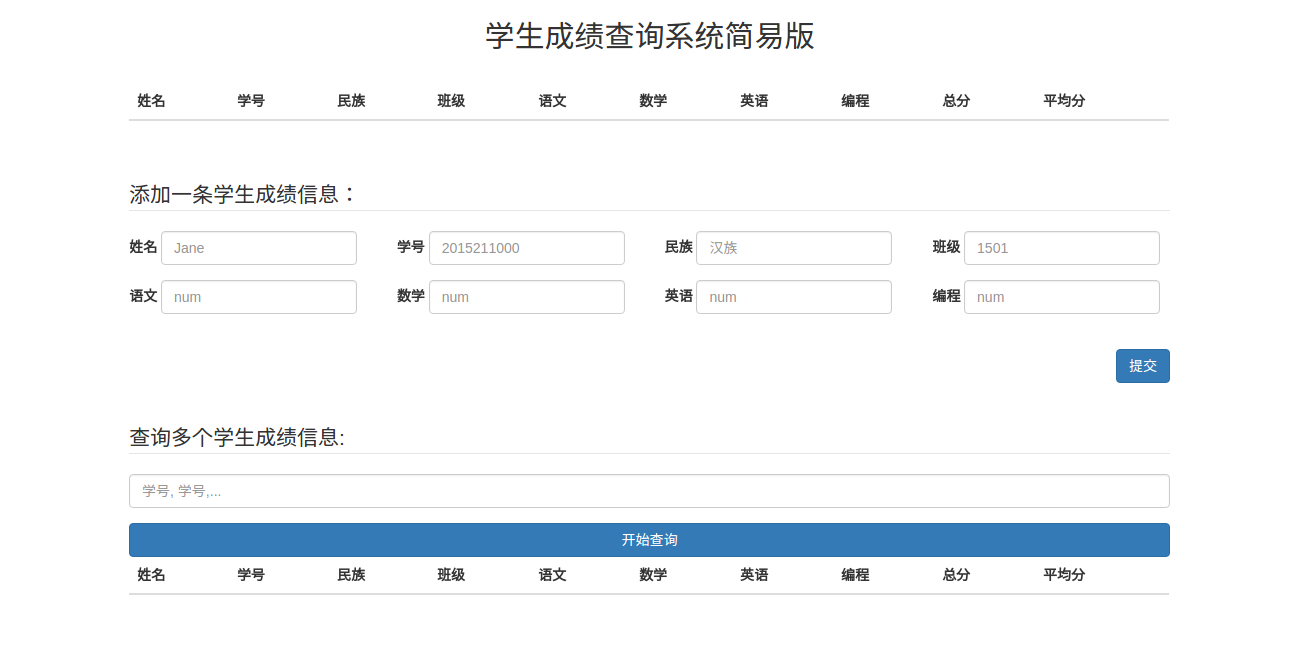 学生成绩查询系统简易版
姓名 学号 民族 班级 语文 数学 英语 编程 总分 平均分
添加一条学生成绩信息：
姓名 Jane 学号 2015211000 民族 汉族 班级 1501
语文 num 数学 num 英语 num 编程 num
提交
查询多个学生成绩信息:
学号, 学号,...
开始查询
姓名 学号 民族 班级 语文 数学 英语 编程 总分 平均分